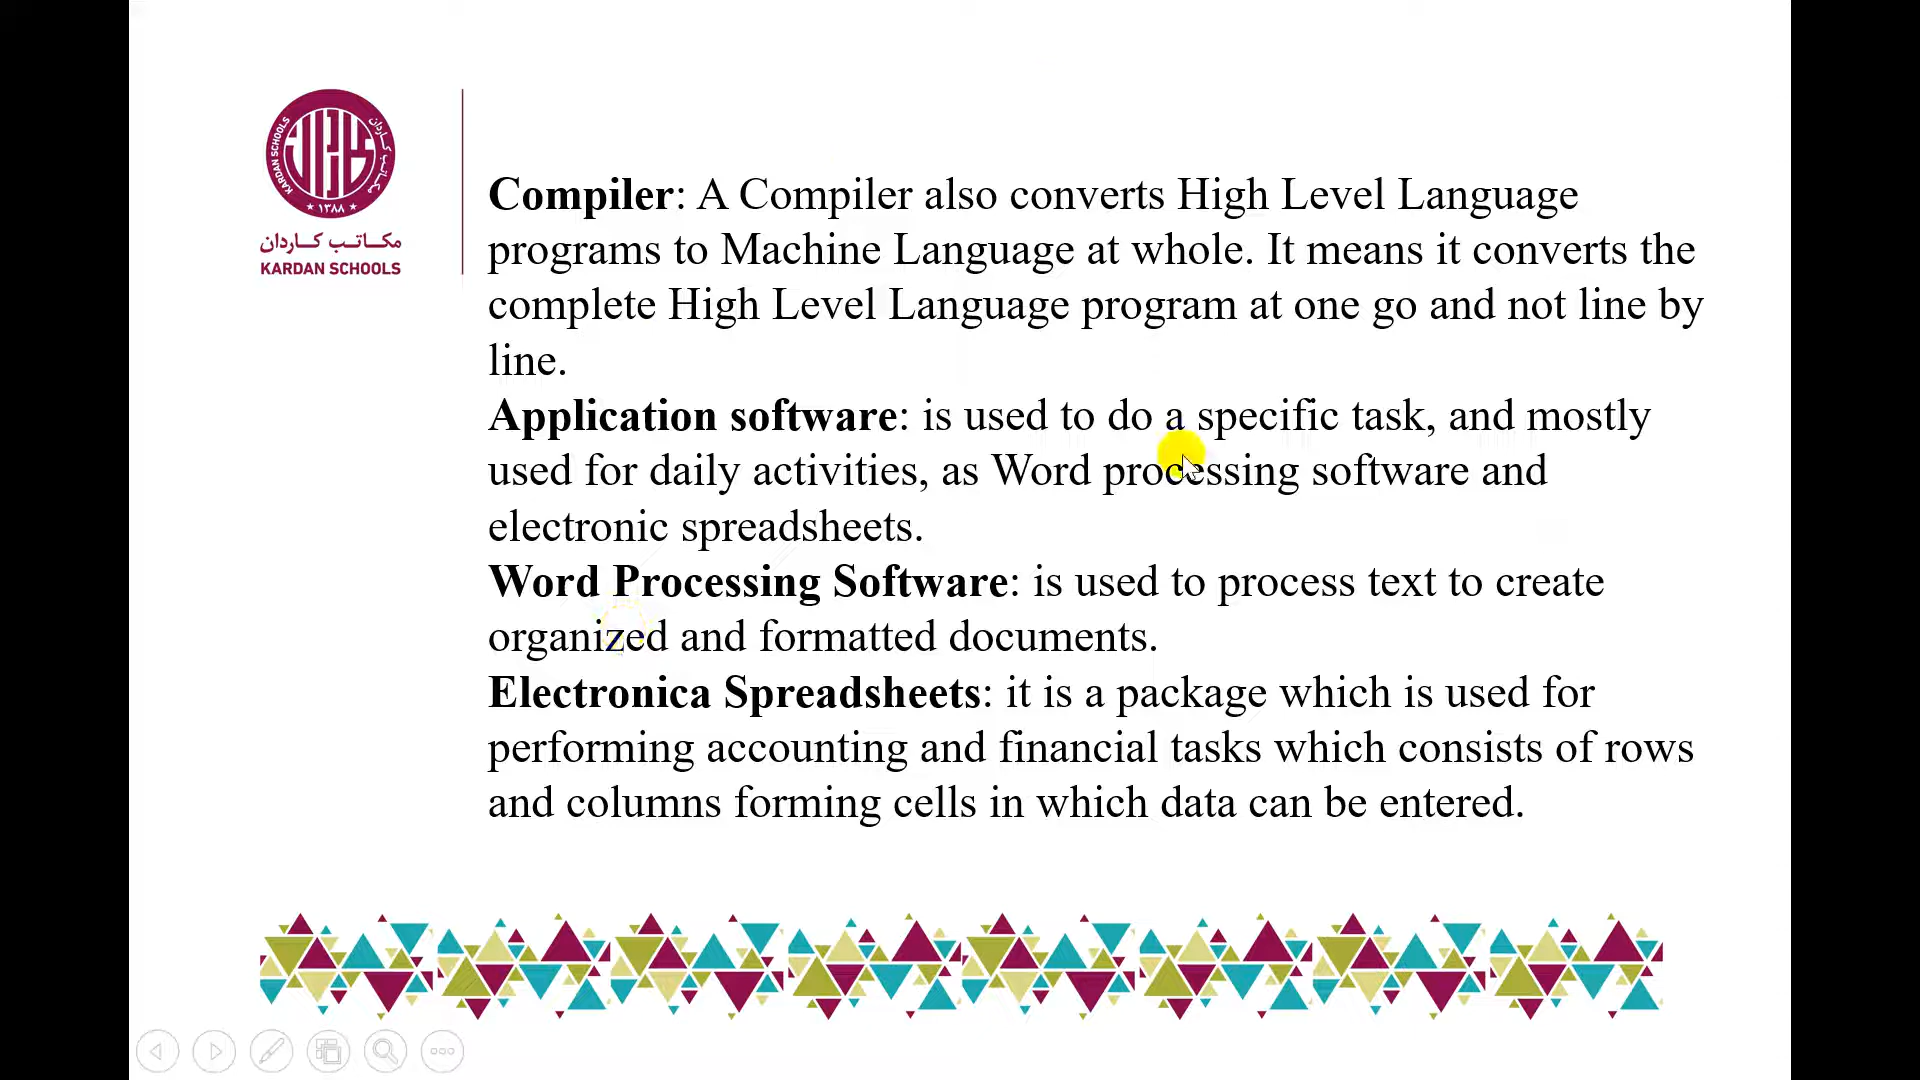 KARDAN SCHOOLS
مکاتب کاردان
★ ۱۳۸۸ ★
مکاتب کاردان
KARDAN SCHOOLS
Compiler: A Compiler also converts High Level Language
programs to Machine Language at whole. It means it converts the
complete High Level Language program at one go and not line by
line.
Application software: is used to do a specific task, and mostly
used for daily activities, as Word processing software and
electronic spreadsheets.
Word Processing Software: is used to process text to create
organized and formatted documents.
Electronica Spreadsheets: it is a package which is used for
performing accounting and financial tasks which consists of rows
and columns forming cells in which data can be entered.